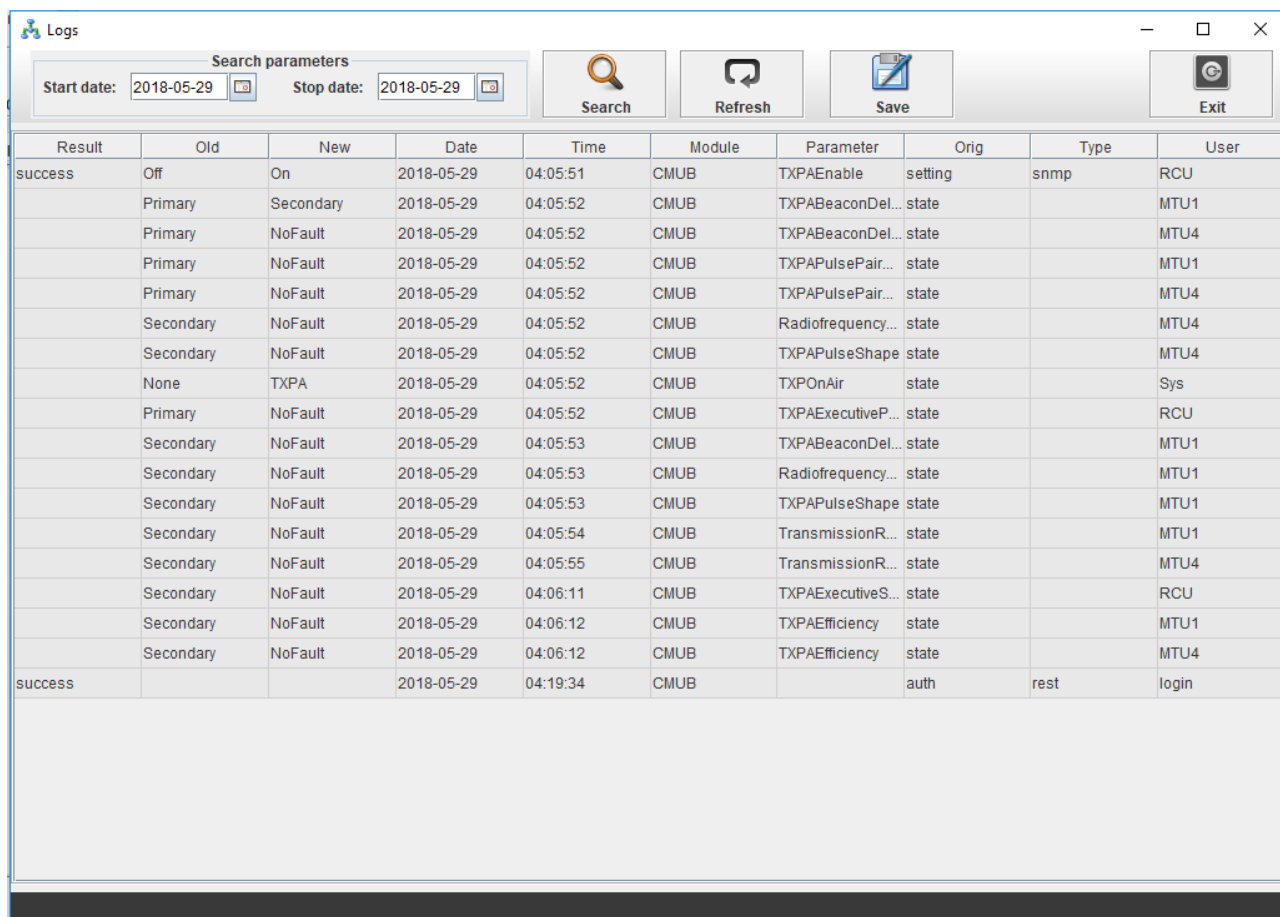 Logs
Search parameters
Start date: 2018-05-29 Stop date: 2018-05-29
Search Refresh Save Exit
Result Old New Date Time Module Parameter Orig Type User
success Off On 2018-05-29 04:05:51 CMUB TXPAEnable setting snmp RCU
Primary Secondary 2018-05-29 04:05:52 CMUB TXPABeaconDel... state MTU1
Primary NoFault 2018-05-29 04:05:52 CMUB TXPABeaconDel... state MTU4
Primary NoFault 2018-05-29 04:05:52 CMUB TXPAPulsePair... state MTU1
Primary NoFault 2018-05-29 04:05:52 CMUB TXPAPulsePair... state MTU4
Secondary NoFault 2018-05-29 04:05:52 CMUB Radiofrequency... state MTU4
Secondary NoFault 2018-05-29 04:05:52 CMUB TXPAPulseShape state MTU4
None TXPA 2018-05-29 04:05:52 CMUB TXPOnAir state Sys
Primary NoFault 2018-05-29 04:05:52 CMUB TXPAExecutiveP... state RCU
Secondary NoFault 2018-05-29 04:05:53 CMUB TXPABeaconDel... state MTU1
Secondary NoFault 2018-05-29 04:05:53 CMUB Radiofrequency... state MTU1
Secondary NoFault 2018-05-29 04:05:53 CMUB TXPAPulseShape state MTU1
Secondary NoFault 2018-05-29 04:05:54 CMUB TransmissionR... state MTU1
Secondary NoFault 2018-05-29 04:05:55 CMUB TransmissionR... state MTU4
Secondary NoFault 2018-05-29 04:06:11 CMUB TXPAExecutiveS... state RCU
Secondary NoFault 2018-05-29 04:06:12 CMUB TXPAEfficiency state MTU1
Secondary NoFault 2018-05-29 04:06:12 CMUB TXPAEfficiency state MTU4
success 2018-05-29 04:19:34 CMUB auth rest login